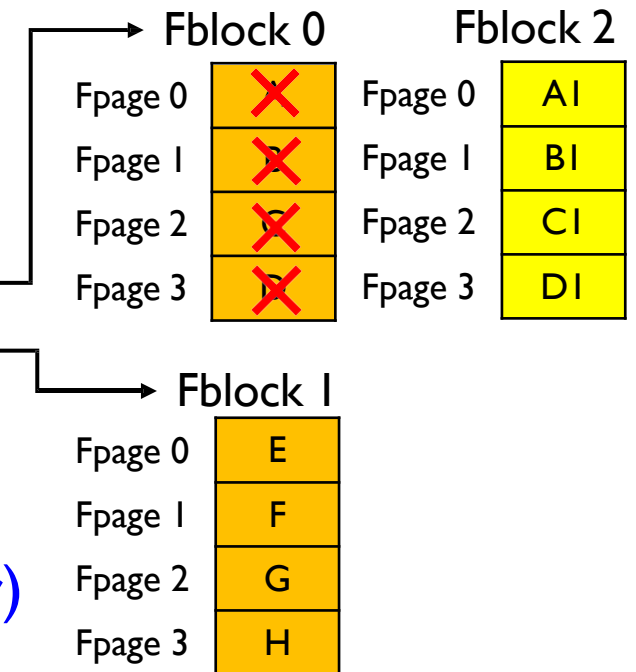 Fblock 0
Fblock 2
Fpage 0
Fpage 0
A1
Fpage 1
Fpage 1
B1
Fpage 2
Fpage 2
C1
Fpage 3
Fpage 3
D1
Fblock 1
Fpage 0
E
Fpage 1
F
Fpage 2
G
Fpage 3
H
)